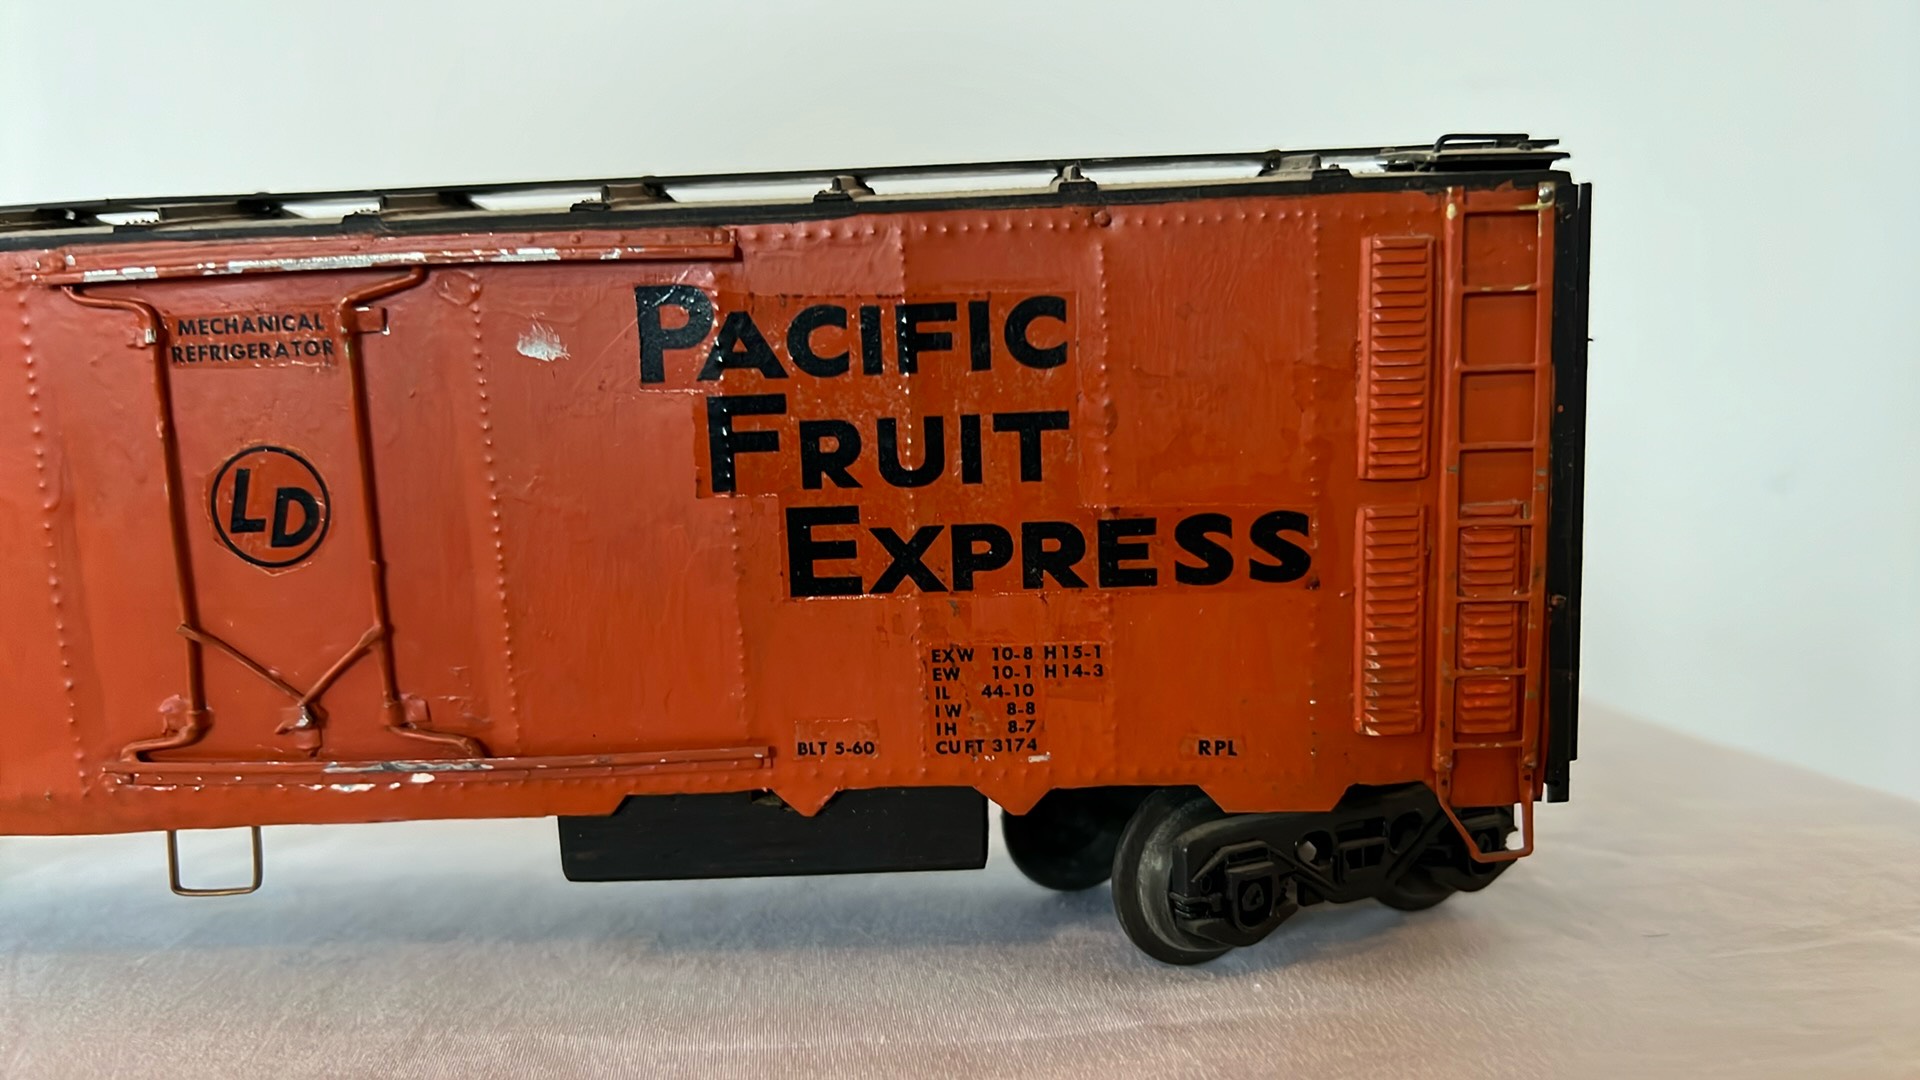 MECHANICAL
REFRIGERATOR
LD
PACIFIC
FRUIT
EXPRESS
EXW 10-8 H15-1
EW 10-1 H14-3
IL 44-10
IW 8-8
IH 8-7
CU FT 3174
BLT 5-60
RPL